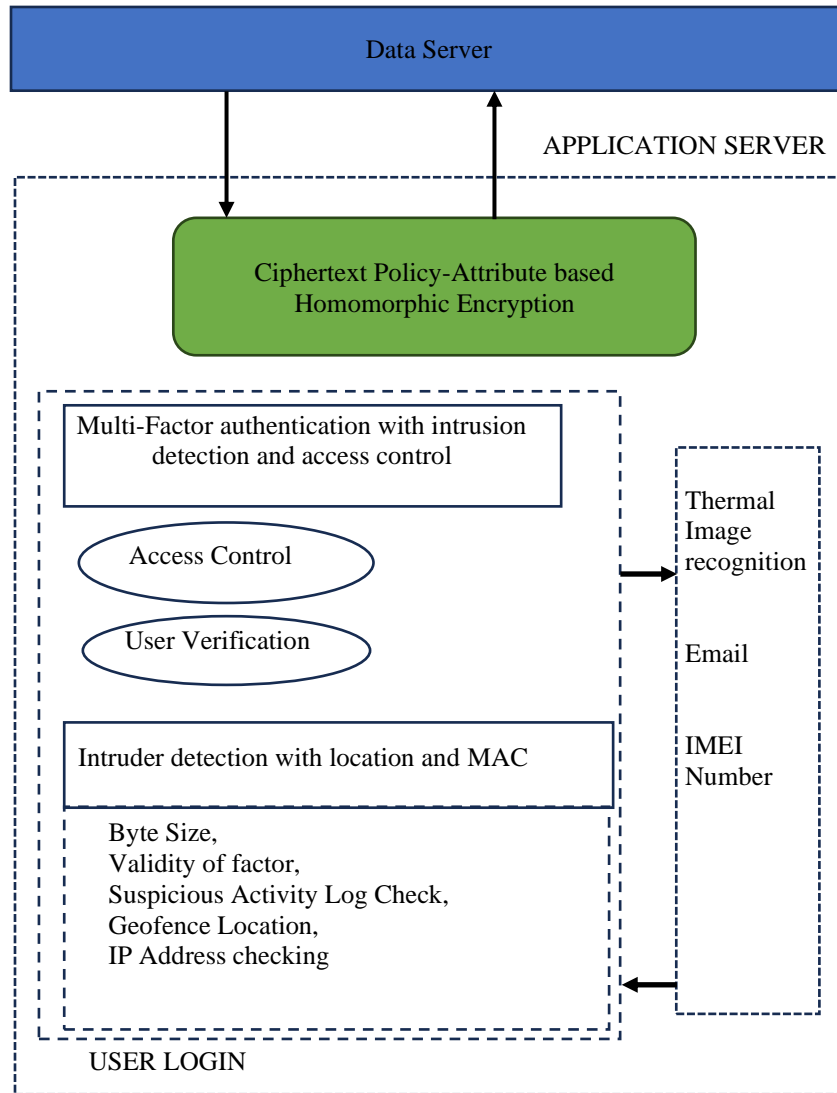 Data Server
APPLICATION SERVER
Ciphertext Policy-Attribute based
Homomorphic Encryption
Multi-Factor authentication with intrusion
detection and access control
Access Control
User Verification
Intruder detection with location and MAC
Byte Size,
Validity of factor,
Suspicious Activity Log Check,
Geofence Location,
IP Address checking
USER LOGIN
Thermal
Image
recognition
Email
IMEI
Number